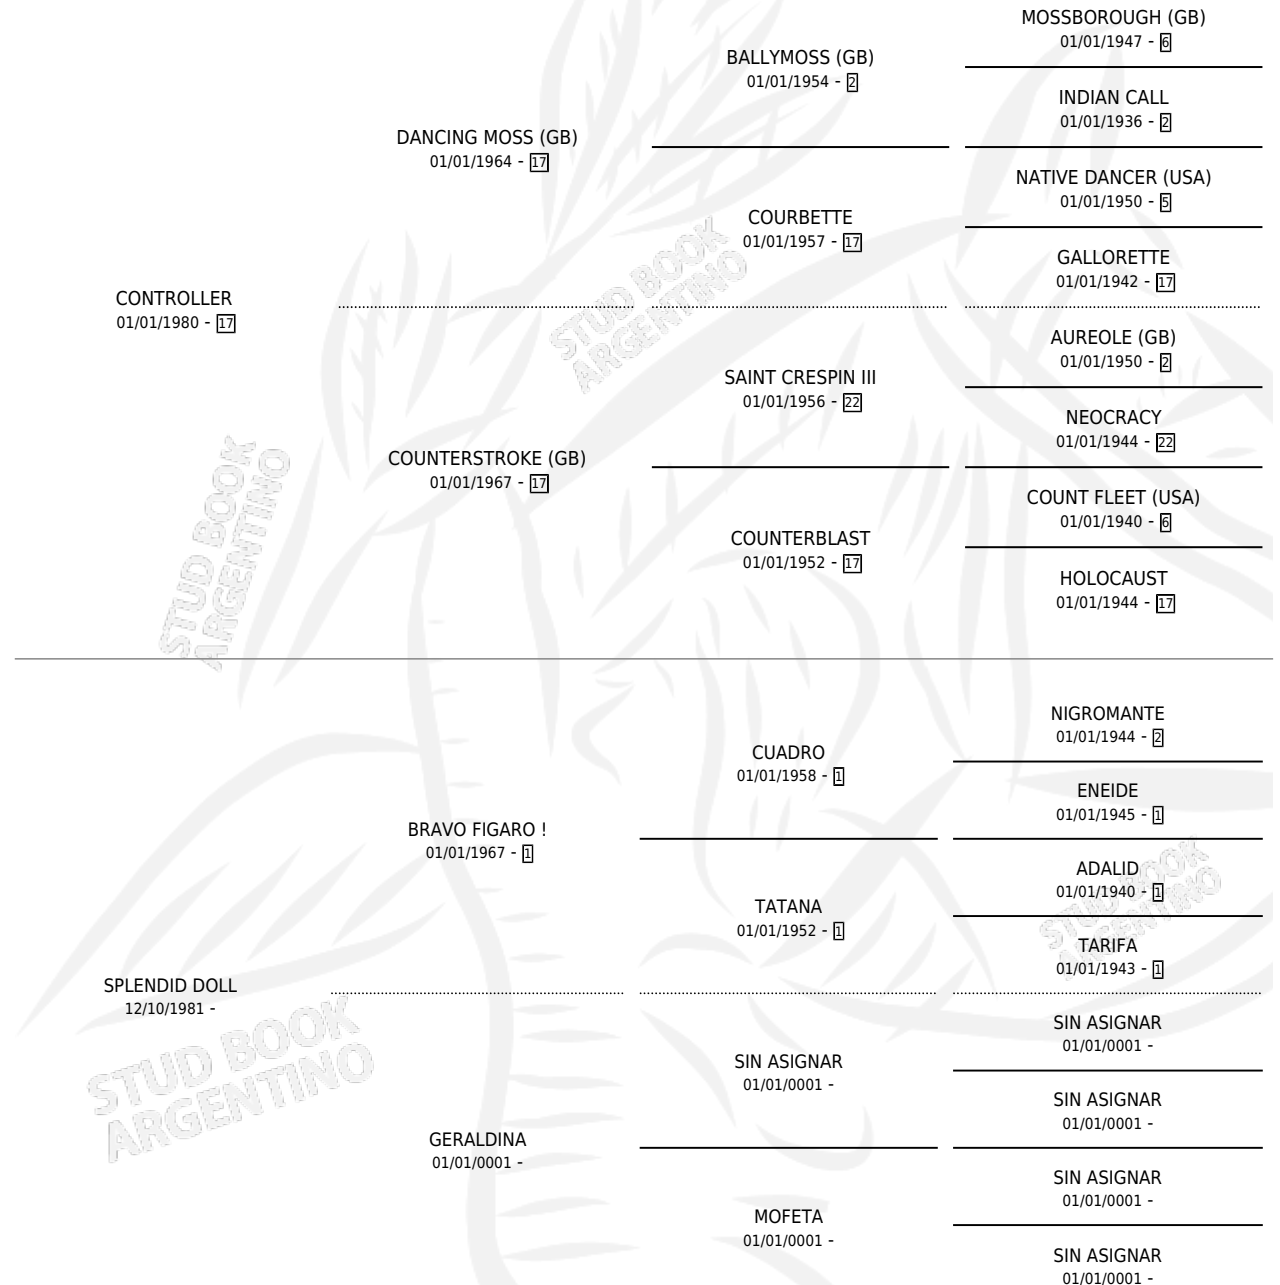 MOSSBOROUGH (GB)
01/01/1947 - 6
BALLYMOSS (GB)
01/01/1954 - 2
INDIAN CALL
01/01/1936 - 2
DANCING MOSS (GB)
01/01/1964 - 17
NATIVE DANCER (USA)
01/01/1950 - 5
COURBETTE
01/01/1957 - 17
GALLORETTE
01/01/1942 - 17
CONTROLLER
01/01/1980 - 17
AUREOLE (GB)
01/01/1950 - 2
SAINT CRESPIN III
01/01/1956 - 22
NEOCRACY
01/01/1944 - 22
COUNTERSTROKE (GB)
01/01/1967 - 17
COUNT FLEET (USA)
01/01/1940 - 6
COUNTERBLAST
01/01/1952 - 17
HOLOCAUST
01/01/1944 - 17
STUD BOOK
ARGENTINO
STUD BOOK
ARGENTINO
NIGROMANTE
01/01/1944 - 2
CUADRO
01/01/1958 - 1
ENEIDE
01/01/1945 - 1
BRAVO FIGARO !
01/01/1967 - 1
ADALID
01/01/1940 - 1
TATANA
01/01/1952 - 1
TARIFA
01/01/1943 - 1
SPLENDID DOLL
12/10/1981 -
SIN ASIGNAR
01/01/0001 -
SIN ASIGNAR
01/01/0001 -
SIN ASIGNAR
01/01/0001 -
GERALDINA
01/01/0001 -
SIN ASIGNAR
01/01/0001 -
MOFETA
01/01/0001 -
SIN ASIGNAR
01/01/0001 -
STUD BOOK
ARGENTINO
STUD BOOK
ARGENTINO